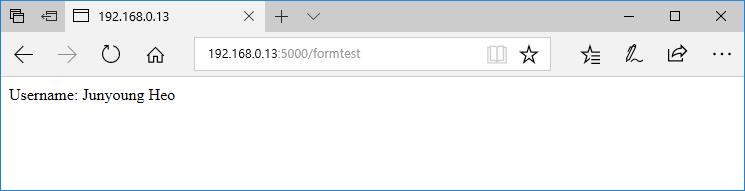 192.168.0.13
192.168.0.13:5000/formtest
Username: Junyoung Heo